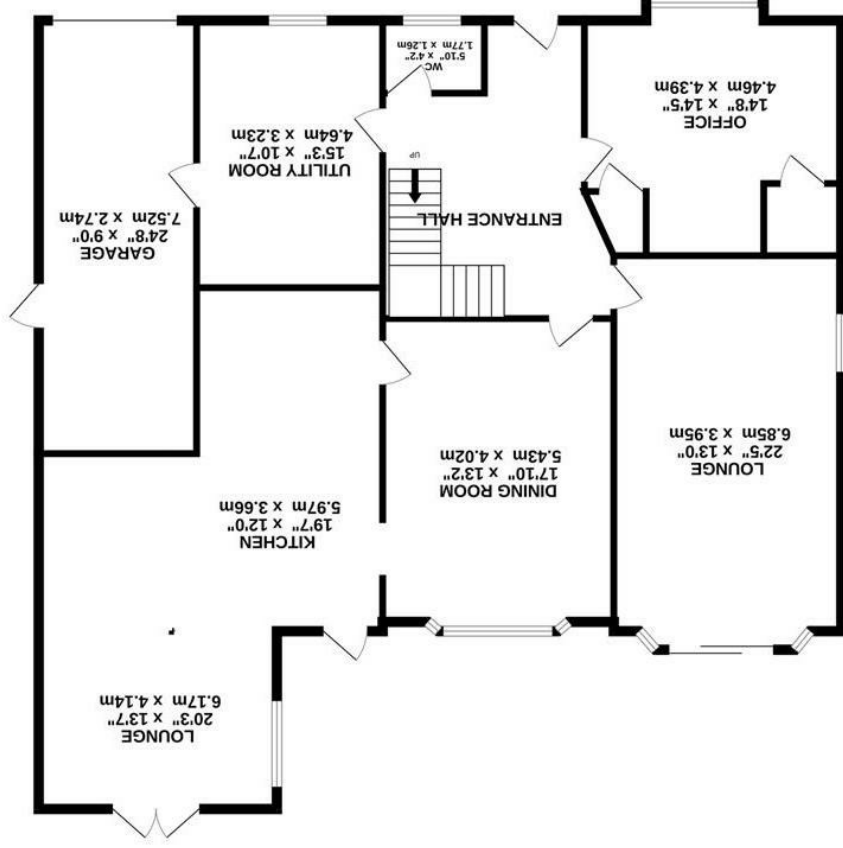 LOUNGE
20'3" x 13'7"
6.17m x 4.14m
KITCHEN
19'7" x 12'0"
5.97m x 3.66m
DINING ROOM
17'10" x 13'2"
5.43m x 4.02m
LOUNGE
22'5" x 13'0"
6.85m x 3.95m
GARAGE
24'8" x 9'0"
7.52m x 2.74m
ENTRANCE HALL
UP
UTILITY ROOM
15'3" x 10'7"
4.64m x 3.23m
OFFICE
14'8" x 14'5"
4.46m x 4.39m
WC
5'10" x 4'2"
1.77m x 1.26m